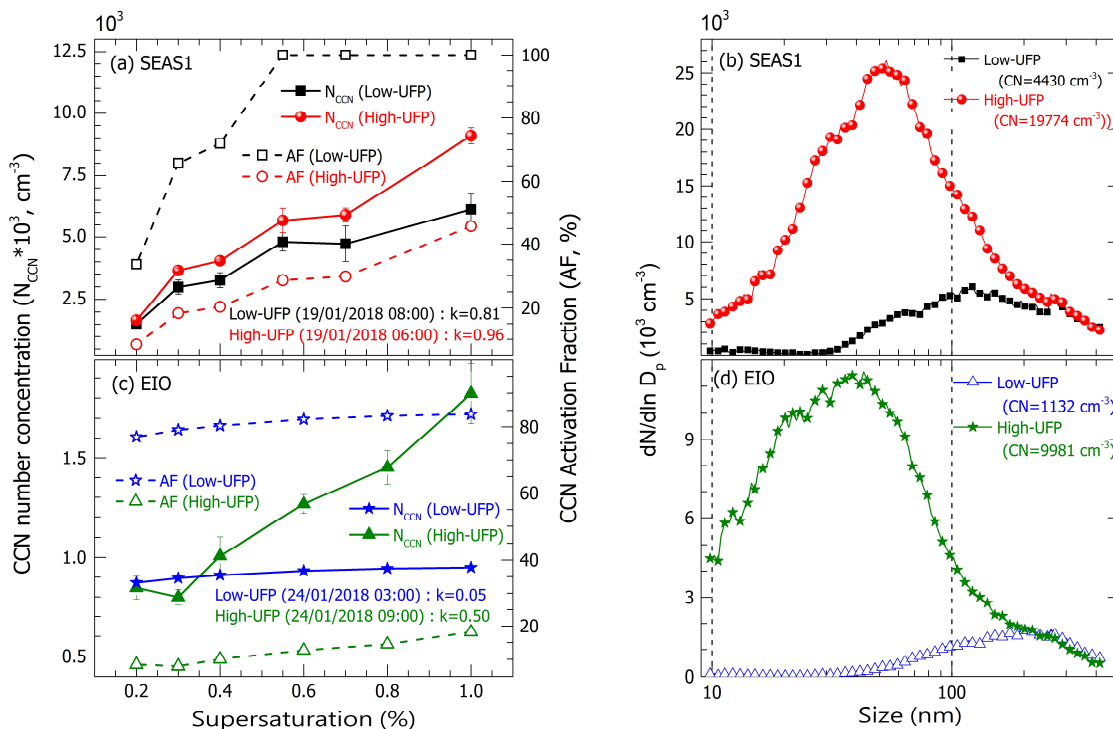 10³
10³
CCN number concentration (N_CCN *10³, cm⁻³)
12.5
10.0
7.5
5.0
2.5
100
80
60
40
20
(a) SEAS1
N_CCN (Low-UFP)
N_CCN (High-UFP)
AF (Low-UFP)
AF (High-UFP)
Low-UFP (19/01/2018 08:00) : k=0.81
High-UFP (19/01/2018 06:00) : k=0.96
CCN Activation Fraction (AF, %)
(c) EIO
1.5
1.0
0.5
80
60
40
20
AF (Low-UFP)
AF (High-UFP)
N_CCN (Low-UFP)
N_CCN (High-UFP)
Low-UFP (24/01/2018 03:00) : k=0.05
High-UFP (24/01/2018 09:00) : k=0.50
0.2 0.4 0.6 0.8 1.0
Supersaturation (%)
dN/dln D_p (10³ cm⁻³)
25
20
15
10
5
(b) SEAS1
Low-UFP
(CN=4430 cm⁻³)
High-UFP
(CN=19774 cm⁻³))
(d) EIO
9
6
3
0
Low-UFP
(CN=1132 cm⁻³)
High-UFP
(CN=9981 cm⁻³)
10 100
Size (nm)